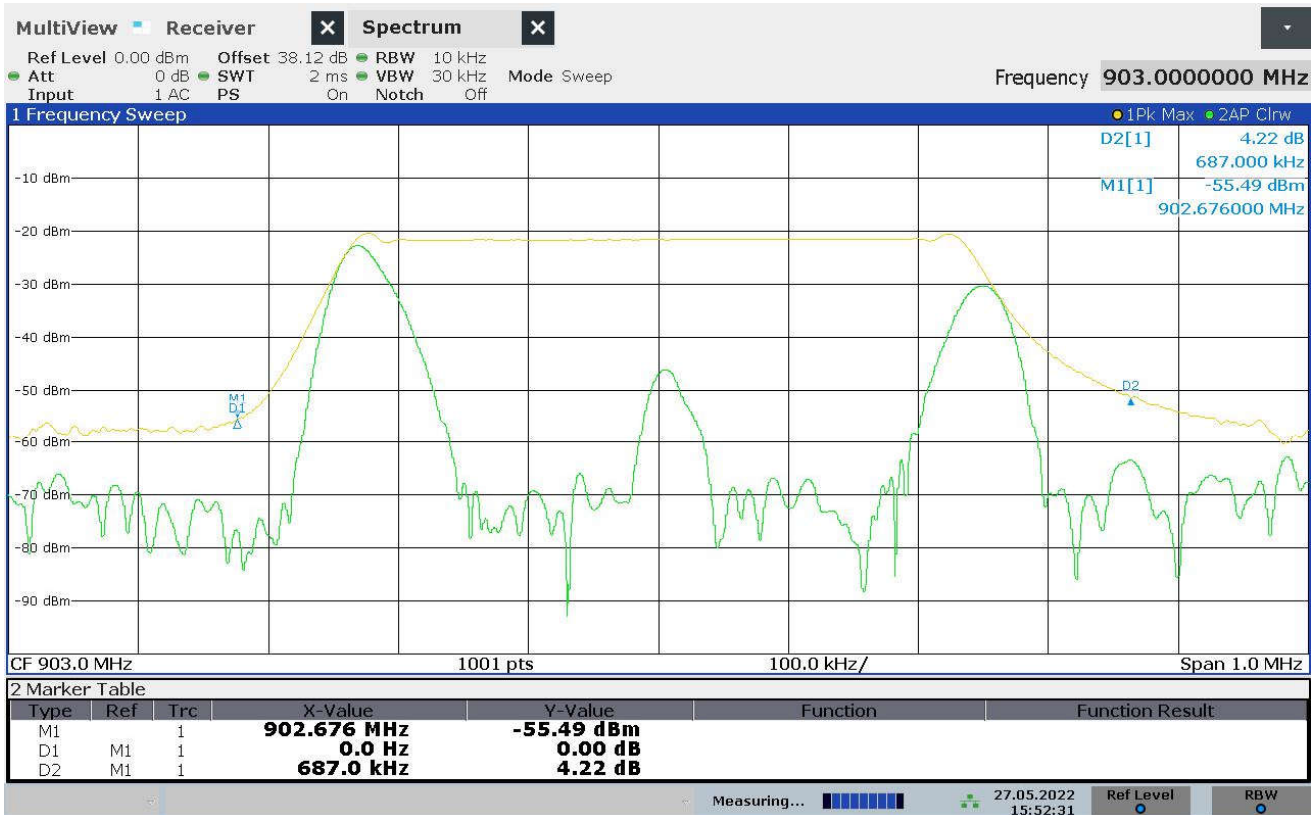 MultiView Receiver X Spectrum X
Ref Level 0.00 dBm Offset 38.12 dB RBW 10 kHz
Att 0 dB SWT 2 ms VBW 30 kHz Mode Sweep
Input 1 AC PS On Notch Off
Frequency 903.0000000 MHz
1 Frequency Sweep 1Pk Max 2AP Clrw
D2[1] 4.22 dB
687.000 kHz
M1[1] -55.49 dBm
902.676000 MHz
-10 dBm
-20 dBm
-30 dBm
-40 dBm
-50 dBm
M1
D1
D2
-60 dBm
-70 dBm
-80 dBm
-90 dBm
CF 903.0 MHz 1001 pts 100.0 kHz/ Span 1.0 MHz
2 Marker Table
Type Ref Trc X-Value Y-Value Function Function Result
M1 1 902.676 MHz -55.49 dBm
D1 M1 1 0.0 Hz 0.00 dB
D2 M1 1 687.0 kHz 4.22 dB
Measuring... 27.05.2022 Ref Level RBW
15:52:31